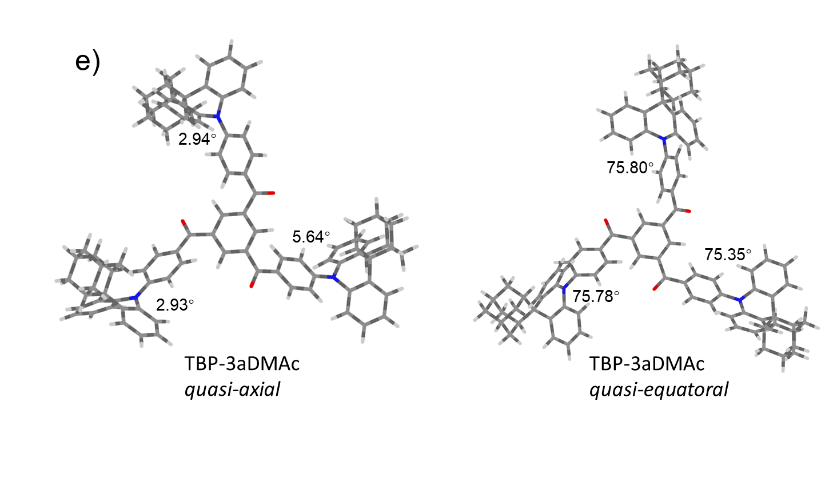 e)
2.94°
5.64°
2.93°
TBP-3aDMAc
quasi-axial
75.80°
75.35°
75.78°
TBP-3aDMAc
quasi-equatoral